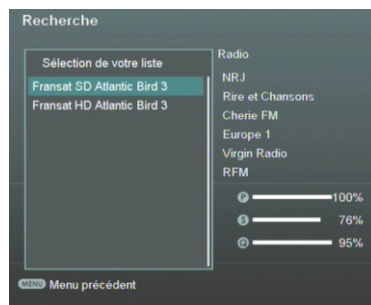 Recherche
Sélection de votre liste
Fransat SD Atlantic Bird 3
Fransat HD Atlantic Bird 3
Radio
NRJ
Rire et Chansons
Cherie FM
Europe 1
Virgin Radio
RFM
P 100%
S 76%
Q 95%
MENU Menu précédent